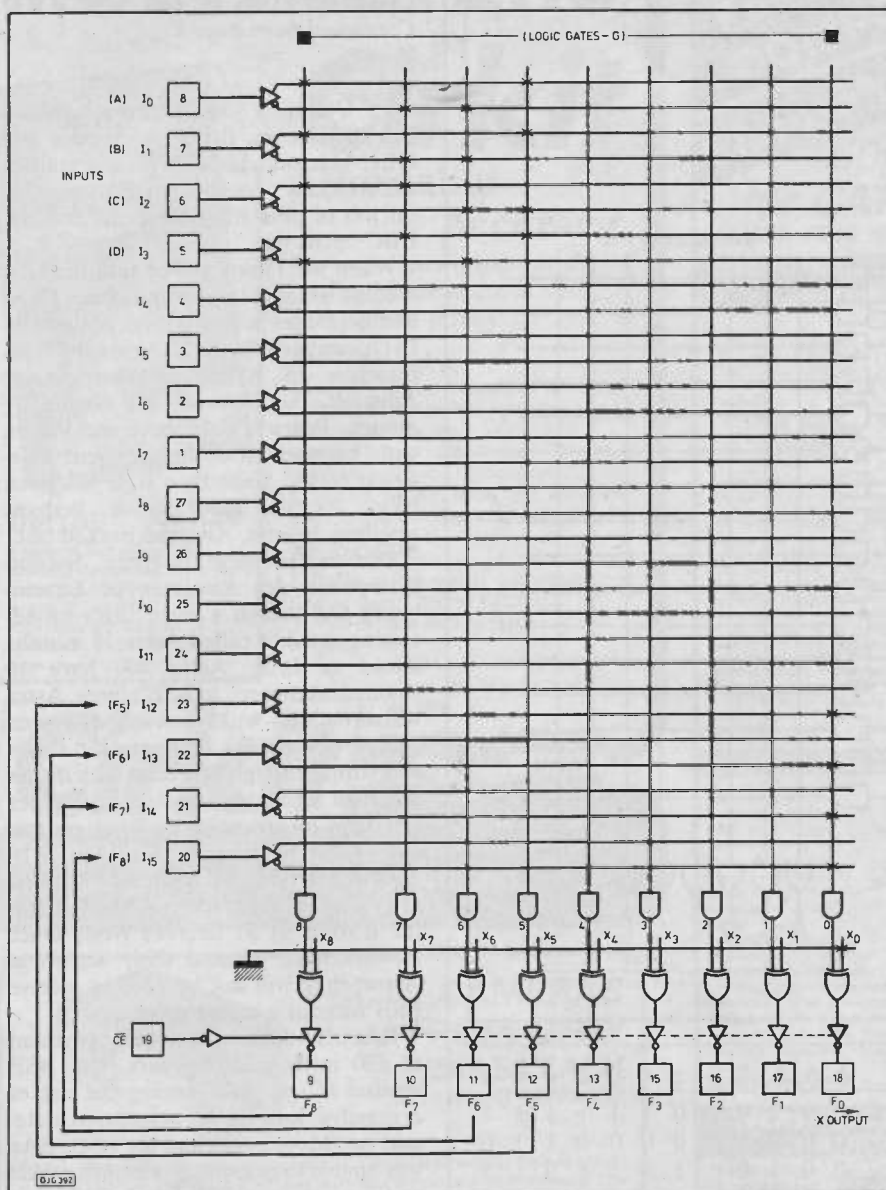 (LOGIC GATES - G)
(A) I0 8
(B) I1 7
INPUTS
(C) I2 6
(D) I3 5
I4 4
I5 3
I6 2
I7 1
I8 27
I9 26
I10 25
I11 24
(F5) I12 23
(F6) I13 22
(F7) I14 21
(F8) I15 20
8 7 6 5 4 3 2 1 0
X8 X7 X6 X5 X4 X3 X2 X1 X0
CE 19
9 10 11 12 13 15 16 17 18
F8 F7 F6 F5 F4 F3 F2 F1 F0
X OUTPUT